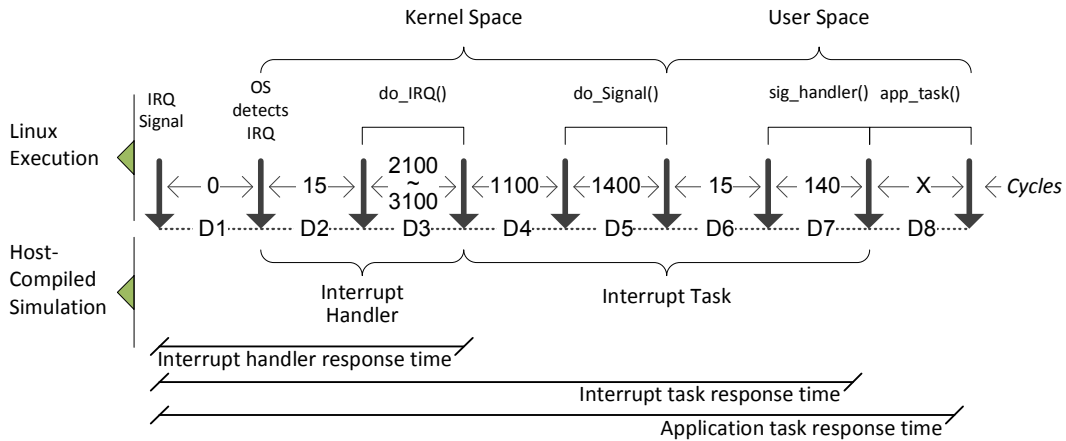 Kernel Space
User Space
IRQ
Signal
OS
detects
IRQ
do_IRQ()
do_Signal()
sig_handler()
app_task()
Linux
Execution
0
15
2100
~
3100
1100
1400
15
140
X
Cycles
D1
D2
D3
D4
D5
D6
D7
D8
Host-
Compiled
Simulation
Interrupt
Handler
Interrupt Task
Interrupt handler response time
Interrupt task response time
Application task response time